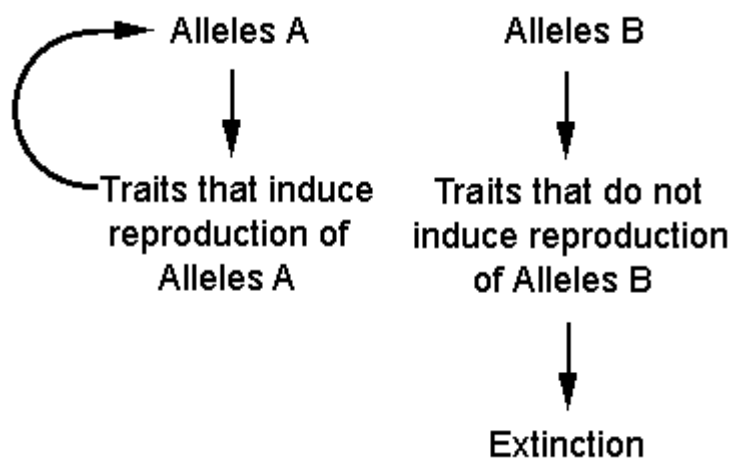 Alleles A
Traits that induce
reproduction of
Alleles A
Alleles B
Traits that do not
induce reproduction
of Alleles B
Extinction